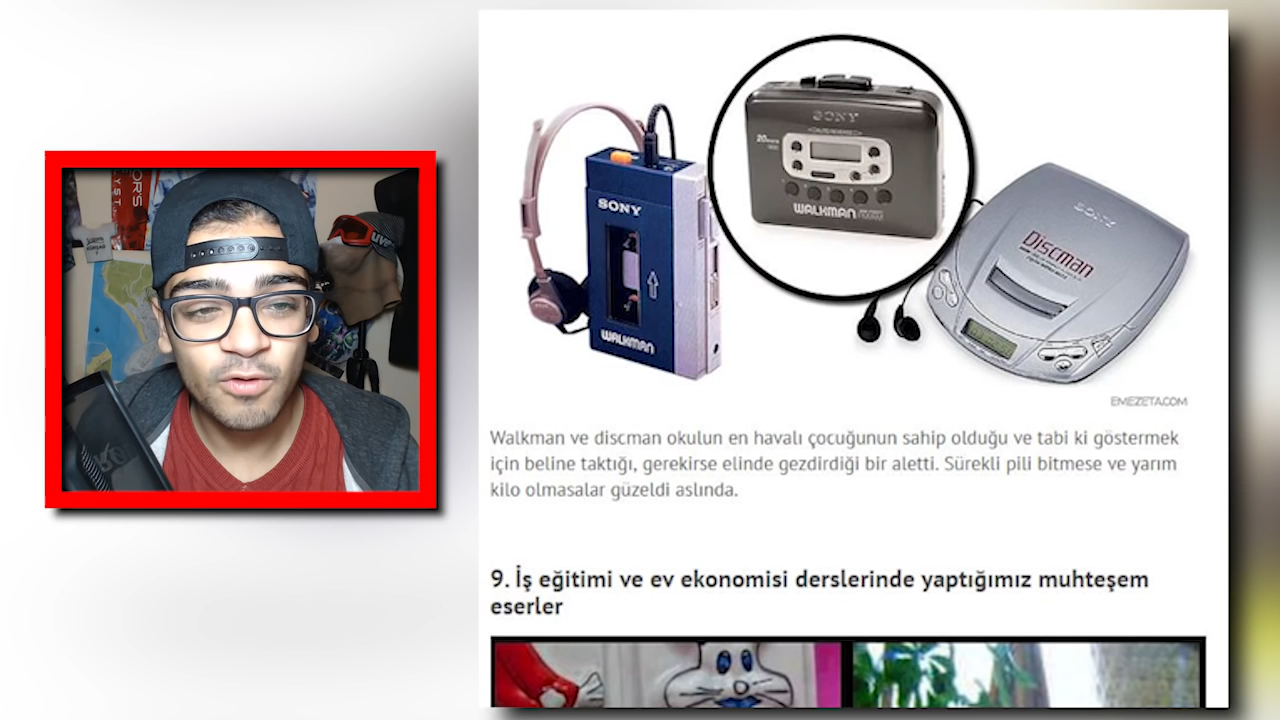 SONY
WALKMAN
SONY
AUTO REVERSE
WALKMAN
SONY
Discman
EMEZETA.COM
Walkman ve discman okulun en havalı çocuğunun sahip olduğu ve tabi ki göstermek
için beline taktığı, gerekirse elinde gezdirdiği bir aletti. Sürekli pili bitmese ve yarım
kilo olmasalar güzeldi aslında.
9. İş eğitimi ve ev ekonomisi derslerinde yaptığımız muhteşem
eserler